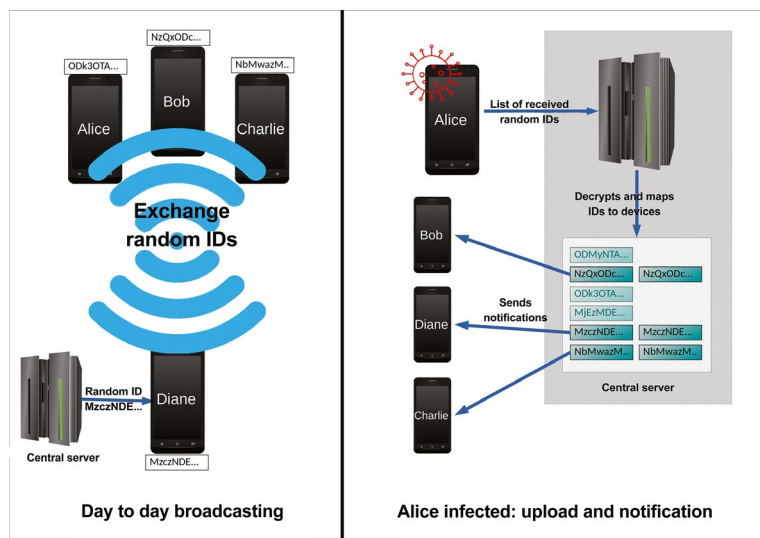 NzQxODc...
ODk3OTA...
NbMwazM..
Alice
Bob
Charlie
Exchange
random IDs
Random ID
MzczNDE...
Diane
Central server
MzczNDE...
Day to day broadcasting
Alice
List of received
random IDs
Decrypts and maps
IDs to devices
Bob
ODMyNTA...
NzQxODc... NzQxODc...
ODk3OTA...
MjEzMDE...
Sends
notifications
Diane
MzczNDE... MzczNDE...
NbMwazM.. NbMwazM..
Central server
Charlie
Alice infected: upload and notification